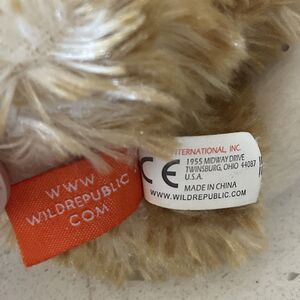 WWW.
WILDREPUBLIC
COM
INTERNATIONAL, INC.
1955 MIDWAY DRIVE
TWINSBURG, OHIO 44087
U.S.A.
CE
MADE IN CHINA
WWW.WILDREPUBLIC.COM